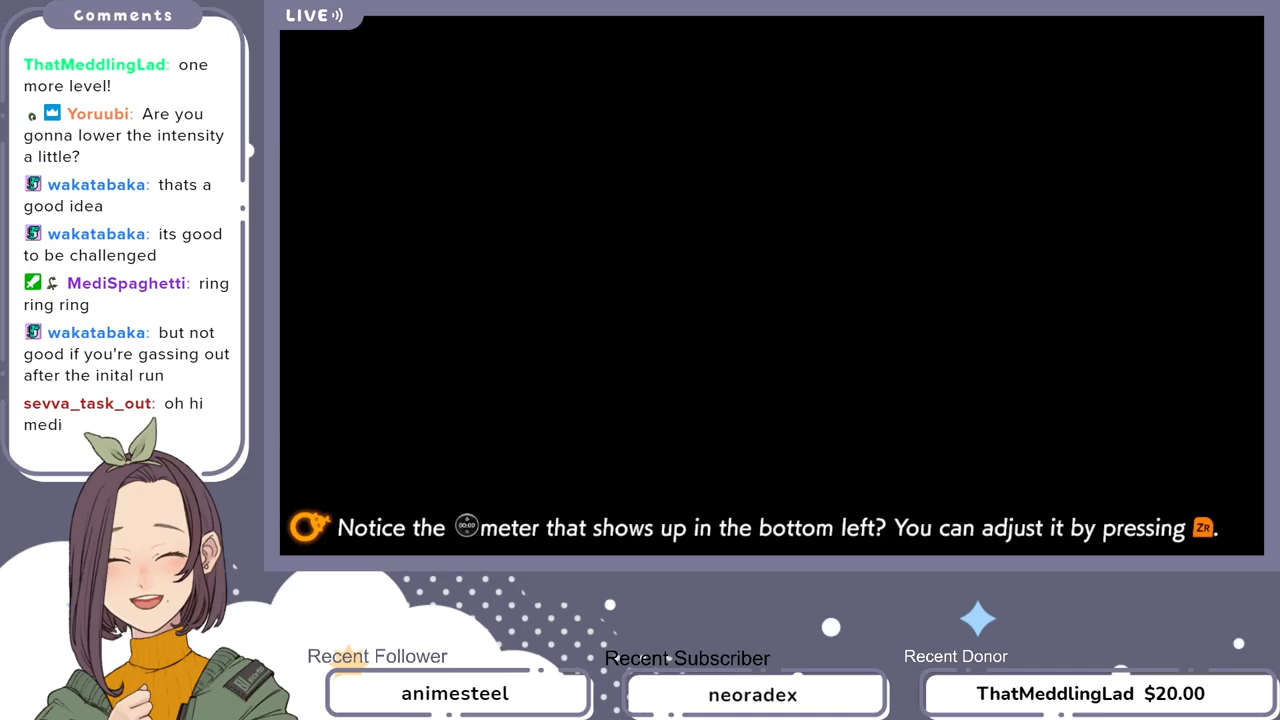 Comments
LIVE
ThatMeddlingLad: one
more level!
Yoruubi: Are you
gonna lower the intensity
a little?
wakatabaka: thats a
good idea
wakatabaka: its good
to be challenged
MediSpaghetti: ring
ring ring
wakatabaka: but not
good if you're gassing out
after the inital run
sevva_task_out: oh hi
medi
Notice the 00:00 meter that shows up in the bottom left? You can adjust it by pressing ZR.
Recent Follower
animesteel
Recent Subscriber
neoradex
Recent Donor
ThatMeddlingLad $20.00